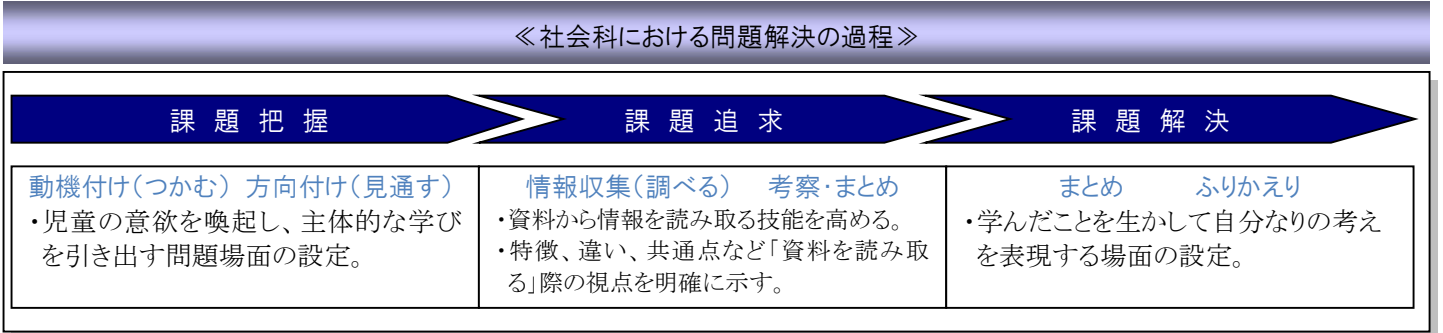 ≪社会科における問題解決の過程≫
課題把握
課題追求
課題解決
動機付け(つかむ) 方向付け(見通す)
・児童の意欲を喚起し、主体的な学び
を引き出す問題場面の設定。
情報収集(調べる) 考察・まとめ
・資料から情報を読み取る技能を高める。
・特徴、違い、共通点など「資料を読み取
る」際の視点を明確に示す。
まとめ ふりかえり
・学んだことを生かして自分なりの考え
を表現する場面の設定。